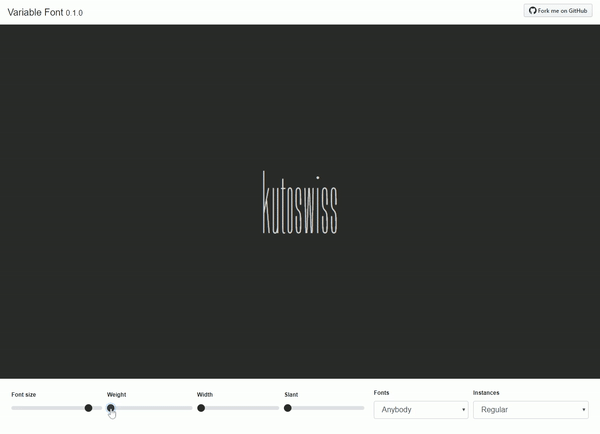 Variable Font 0.1.0
Fork me on GitHub
kutoswiss
Font size
Weight
Width
Slant
Fonts
Instances
Anybody
Regular